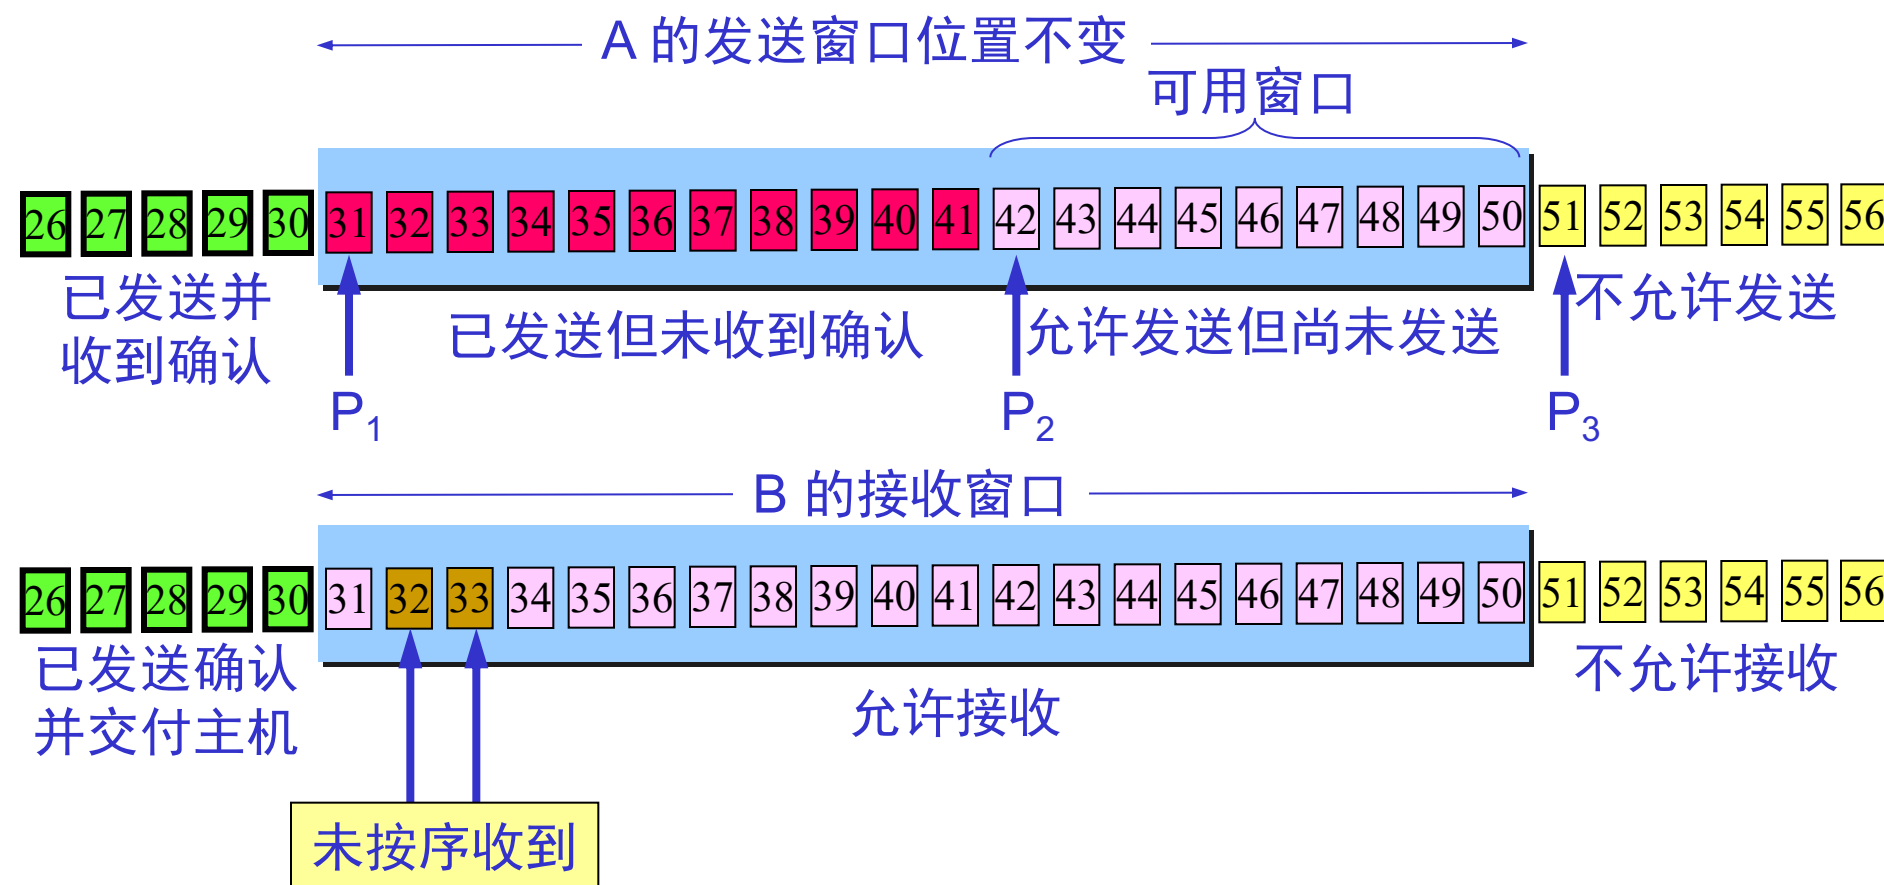 A 的发送窗口位置不变
可用窗口
26 27 28 29 30 31 32 33 34 35 36 37 38 39 40 41 42 43 44 45 46 47 48 49 50 51 52 53 54 55 56
已发送并
收到确认
已发送但未收到确认
允许发送但尚未发送
不允许发送
P1
P2
P3
B 的接收窗口
26 27 28 29 30 31 32 33 34 35 36 37 38 39 40 41 42 43 44 45 46 47 48 49 50 51 52 53 54 55 56
已发送确认
并交付主机
允许接收
不允许接收
未按序收到